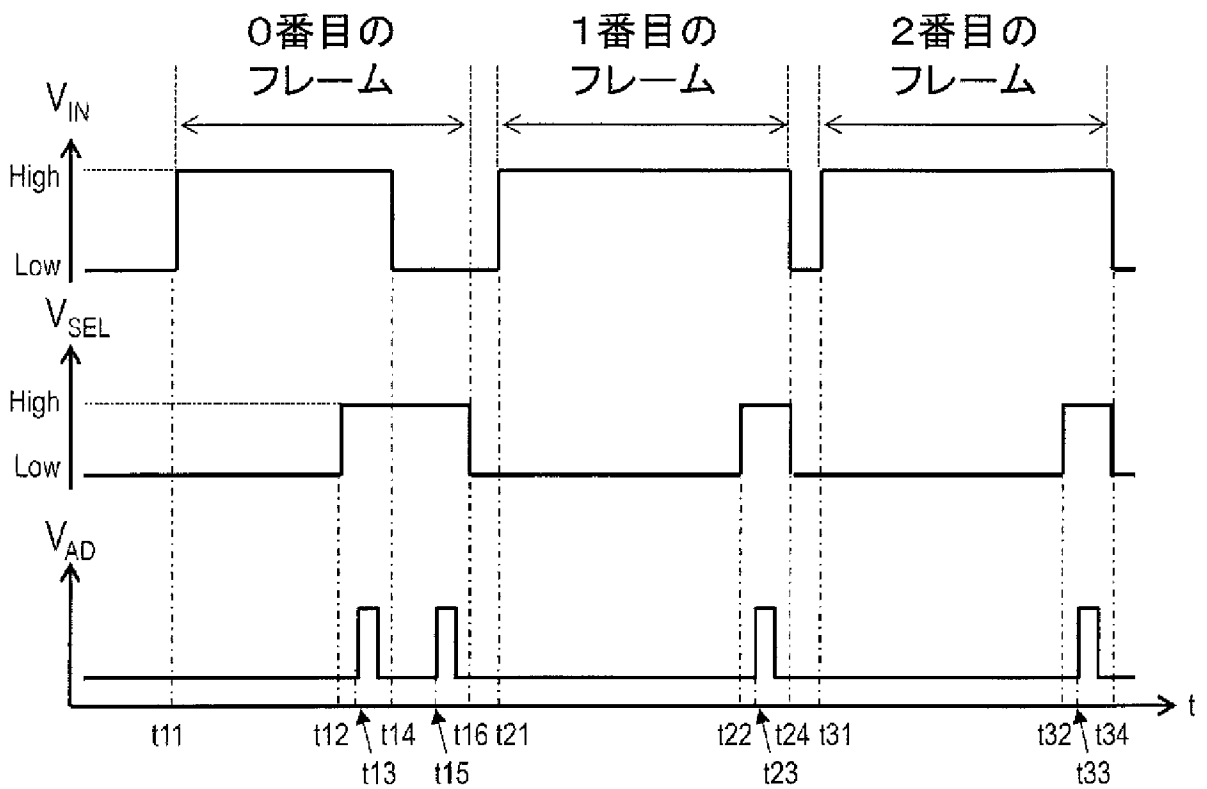 0番目の
フレーム
1番目の
フレーム
2番目の
フレーム
VIN
High
Low
VSEL
High
Low
VAD
t
t11
t12
t14
t16
t21
t22
t24
t31
t32
t34
t13
t15
t23
t33